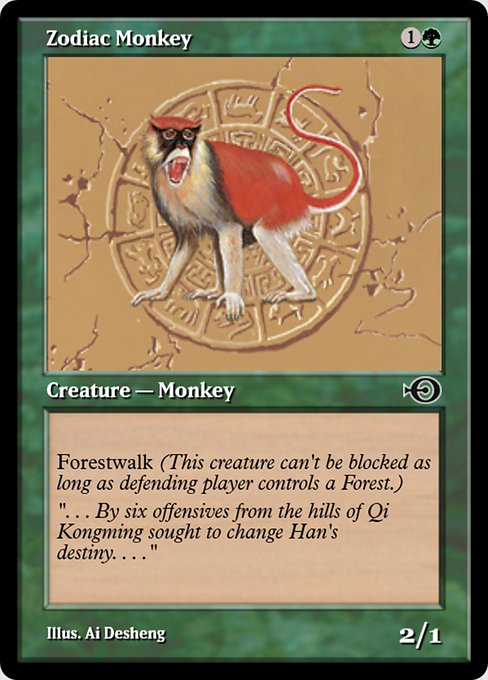 Zodiac Monkey
1
Creature — Monkey
Forestwalk (This creature can't be blocked as
long as defending player controls a Forest.)
". . . By six offensives from the hills of Qi
Kongming sought to change Han's
destiny. . . . "
Illus. Ai Desheng
2/1